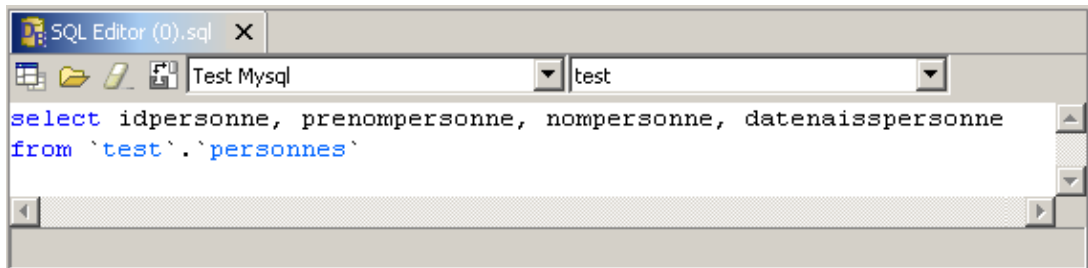 SQL Editor (0).sql
Test Mysql test
select idpersonne, prenompersonne, nompersonne, datenaisspersonne
from `test`.`personnes`